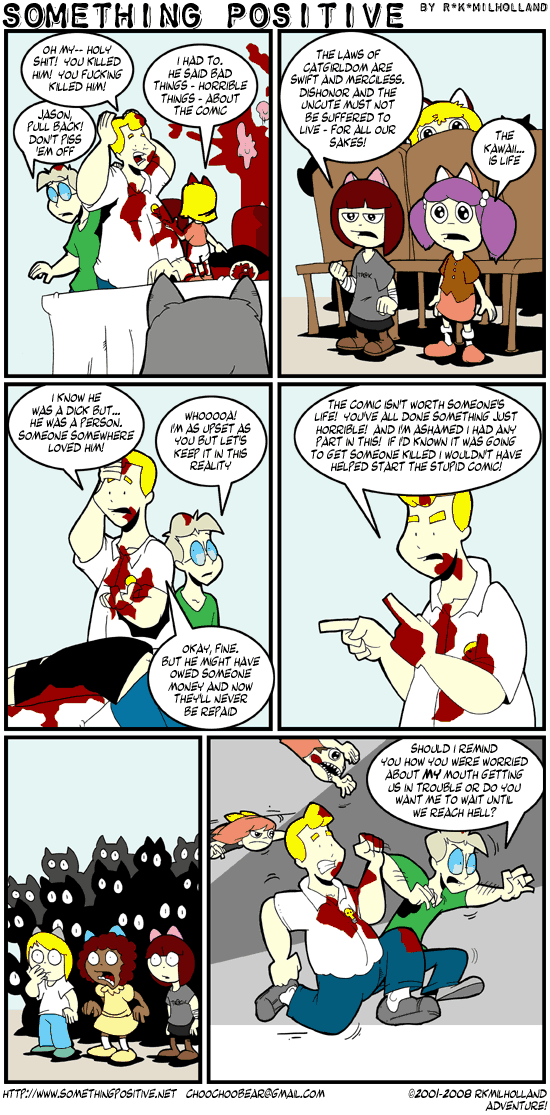 SOMETHING POSITIVE
BY R*K*MILHOLLAND
OH MY-- HOLY
SHIT! YOU KILLED
HIM! YOU FUCKING
KILLED HIM!
I HAD TO.
HE SAID BAD
THINGS - HORRIBLE
THINGS - ABOUT
THE COMIC
JASON,
PULL BACK!
DON'T PISS
'EM OFF
THE LAWS OF
CATGIRLDOM ARE
SWIFT AND MERCILESS.
DISHONOR AND THE
UNCUTE MUST NOT
BE SUFFERED TO
LIVE - FOR ALL OUR
SAKES!
THE
KAWAII...
IS LIFE
I KNOW HE
WAS A DICK BUT...
HE WAS A PERSON.
SOMEONE SOMEWHERE
LOVED HIM!
WHOOOOA!
I'M AS UPSET AS
YOU BUT LET'S
KEEP IT IN THIS
REALITY
OKAY, FINE.
BUT HE MIGHT HAVE
OWED SOMEONE
MONEY AND NOW
THEY'LL NEVER
BE REPAID
THE COMIC ISN'T WORTH SOMEONE'S
LIFE! YOU'VE ALL DONE SOMETHING JUST
HORRIBLE! AND I'M ASHAMED I HAD ANY
PART IN THIS! IF I'D KNOWN IT WAS GOING
TO GET SOMEONE KILLED I WOULDN'T HAVE
HELPED START THE STUPID COMIC!
SHOULD I REMIND
YOU HOW YOU WERE WORRIED
ABOUT MY MOUTH GETTING
US IN TROUBLE OR DO YOU
WANT ME TO WAIT UNTIL
WE REACH HELL?
HTTP://WWW.SOMETHINGPOSITIVE.NET CHOOCHOOBEAR@GMAIL.COM
©2001-2008 RKMILHOLLAND
ADVENTURE!